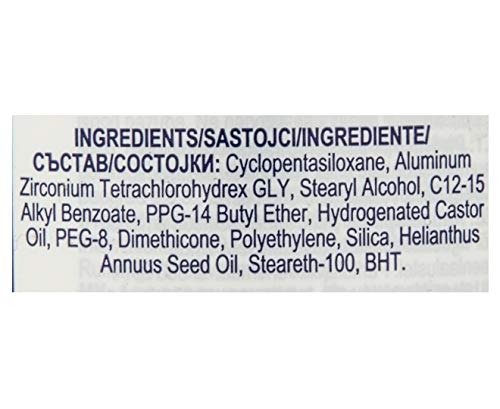 INGREDIENTS/SASTOJCI/INGREDIENTE/
СЪСТАВ/СОСТОЈКИ: Cyclopentasiloxane, Aluminum
Zirconium Tetrachlorohydrex GLY, Stearyl Alcohol, C12-15
Alkyl Benzoate, PPG-14 Butyl Ether, Hydrogenated Castor
Oil, PEG-8, Dimethicone, Polyethylene, Silica, Helianthus
Annuus Seed Oil, Steareth-100, BHT.